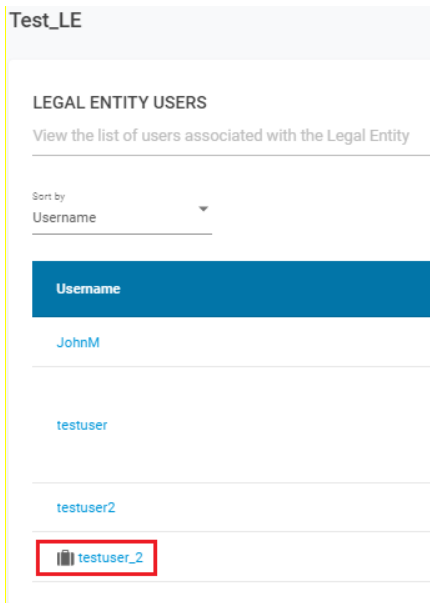 Test_LE
LEGAL ENTITY USERS
View the list of users associated with the Legal Entity
Sort by
Username
Username
JohnM
testuser
testuser2
testuser_2